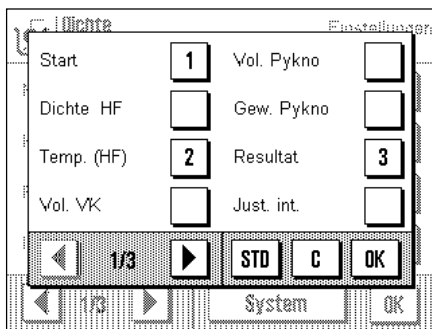 Dichte Einstellungen
Start 1 Vol. Pykno
Dichte HF Gew. Pykno
Temp. (HF) 2 Resultat 3
Vol. VK Just. int.
1/3 STD C OK
1/3 System OK